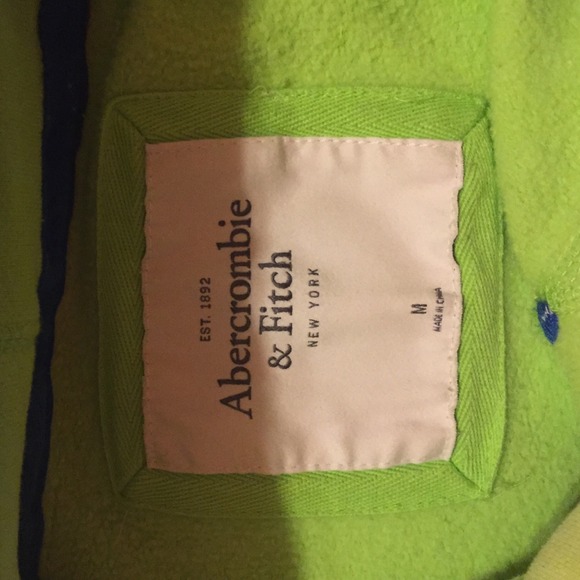 EST. 1892
Abercrombie
& Fitch
NEW YORK
M
MADE IN CHINA